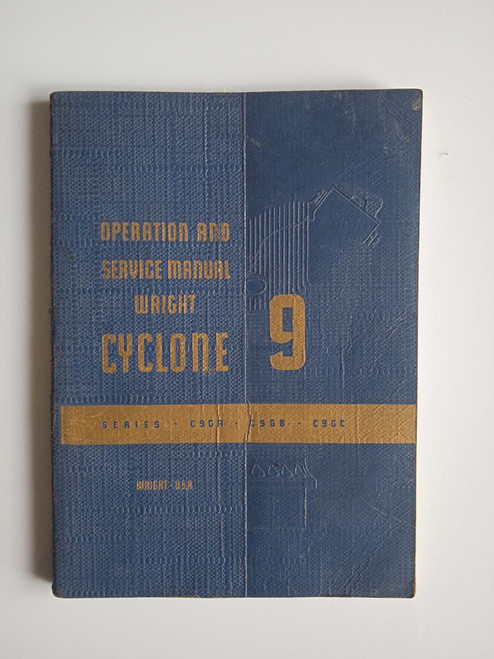 OPERATION AND
SERVICE MANUAL
WRIGHT
CYCLONE 9
SERIES · C9GA · C9GB · C9GC
WRIGHT - U.S.A.